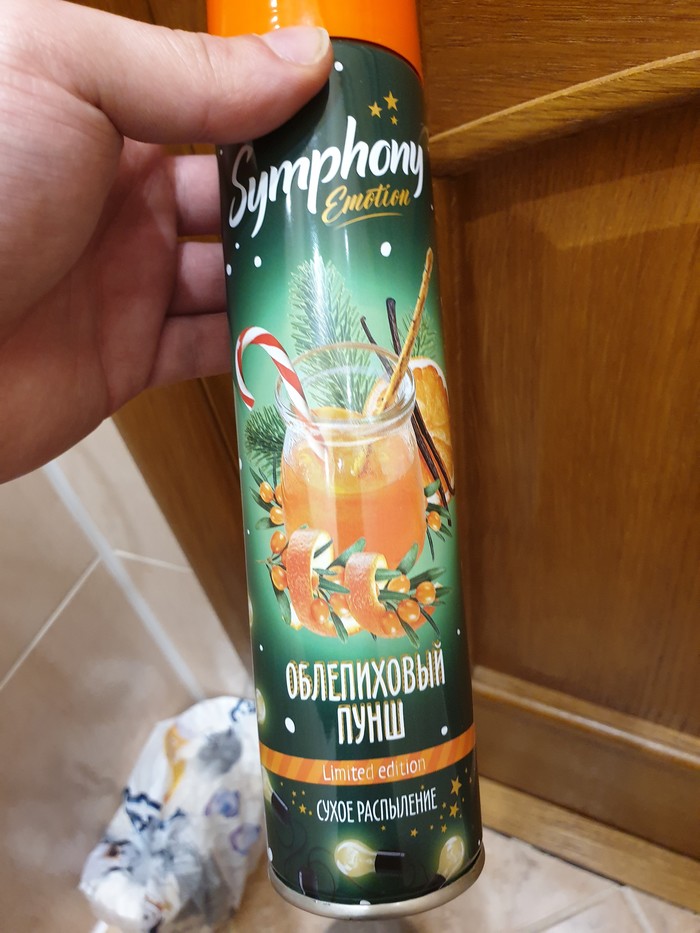 Symphony
Emotion
ОБЛЕПИХОВЫЙ
ПУНШ
Limited edition
СУХОЕ РАСПЫЛЕНИЕ